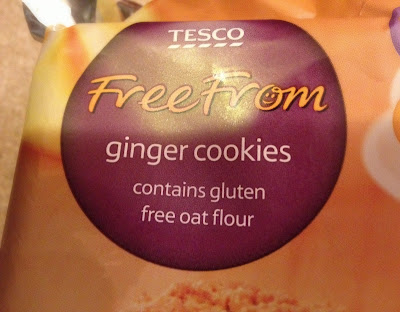 TESCO
FreeFrom
ginger cookies
contains gluten
free oat flour